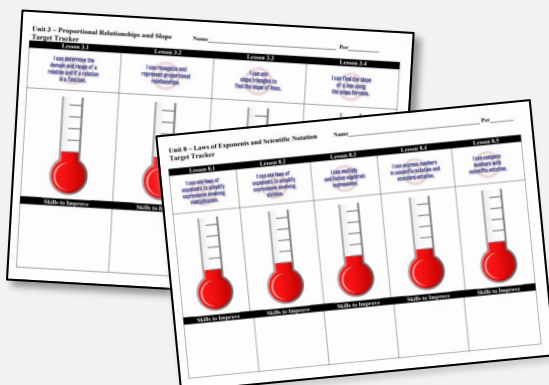 Unit 3 – Proportional Relationships and Slope
Name Per
Target Tracker
Lesson 3.1 Lesson 3.2 Lesson 3.3 Lesson 3.4
I can determine the
domain and range of a
relation and if a relation
is a function.
I can recognize and
represent proportional
relationships.
I can use
slope triangles to
find the slope of lines.
I can find the slope
of a line using
the slope formula.
Skills to Improve
Unit 8 – Laws of Exponents and Scientific Notation
Name Per
Target Tracker
Lesson 8.1 Lesson 8.2 Lesson 8.3 Lesson 8.4 Lesson 8.5
I can use laws of
exponents to simplify
expressions involving
multiplication.
I can use laws of
exponents to simplify
expressions involving
division.
I can multiply
and factor algebraic
expressions.
I can express numbers
in scientific notation and
standard notation.
I can compute
numbers with
scientific notation.
Skills to Improve Skills to Improve Skills to Improve Skills to Improve Skills to Improve